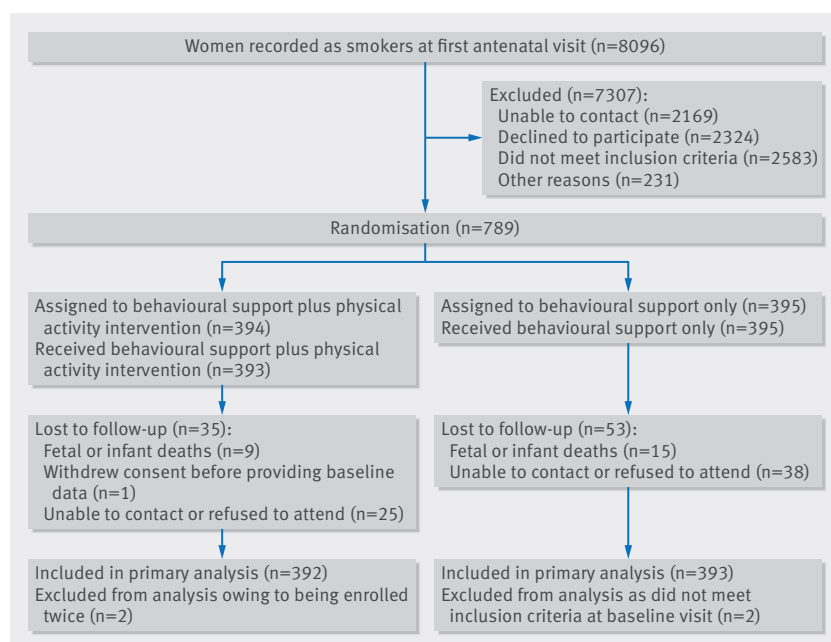 Women recorded as smokers at first antenatal visit (n=8096)
Excluded (n=7307):
Unable to contact (n=2169)
Declined to participate (n=2324)
Did not meet inclusion criteria (n=2583)
Other reasons (n=231)
Randomisation (n=789)
Assigned to behavioural support plus physical
activity intervention (n=394)
Received behavioural support plus physical
activity intervention (n=393)
Assigned to behavioural support only (n=395)
Received behavioural support only (n=395)
Lost to follow-up (n=35):
Fetal or infant deaths (n=9)
Withdrew consent before providing baseline
data (n=1)
Unable to contact or refused to attend (n=25)
Lost to follow-up (n=53):
Fetal or infant deaths (n=15)
Unable to contact or refused to attend (n=38)
Included in primary analysis (n=392)
Excluded from analysis owing to being enrolled
twice (n=2)
Included in primary analysis (n=393)
Excluded from analysis as did not meet
inclusion criteria at baseline visit (n=2)